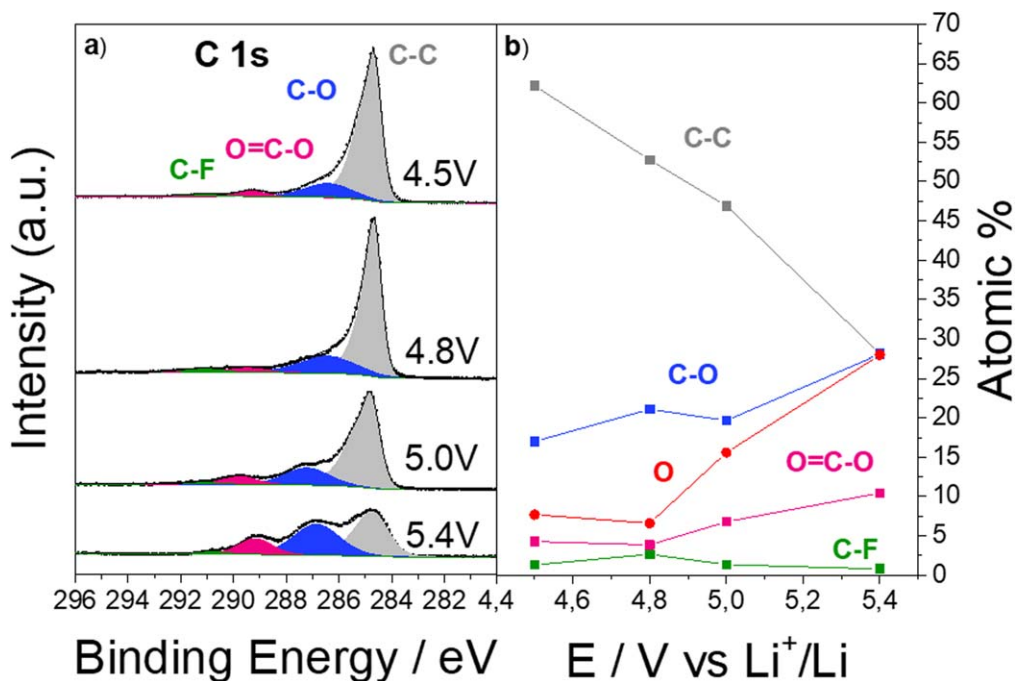 a)
C 1s
C-C
C-O
O=C-O
C-F
4.5V
4.8V
5.0V
5.4V
Intensity (a.u.)
296 294 292 290 288 286 284 282
Binding Energy / eV
b)
C-C
C-O
O
O=C-O
C-F
70
65
60
55
50
45
40
35
30
25
20
15
10
5
0
Atomic %
4,4 4,6 4,8 5,0 5,2 5,4
E / V vs Li⁺/Li